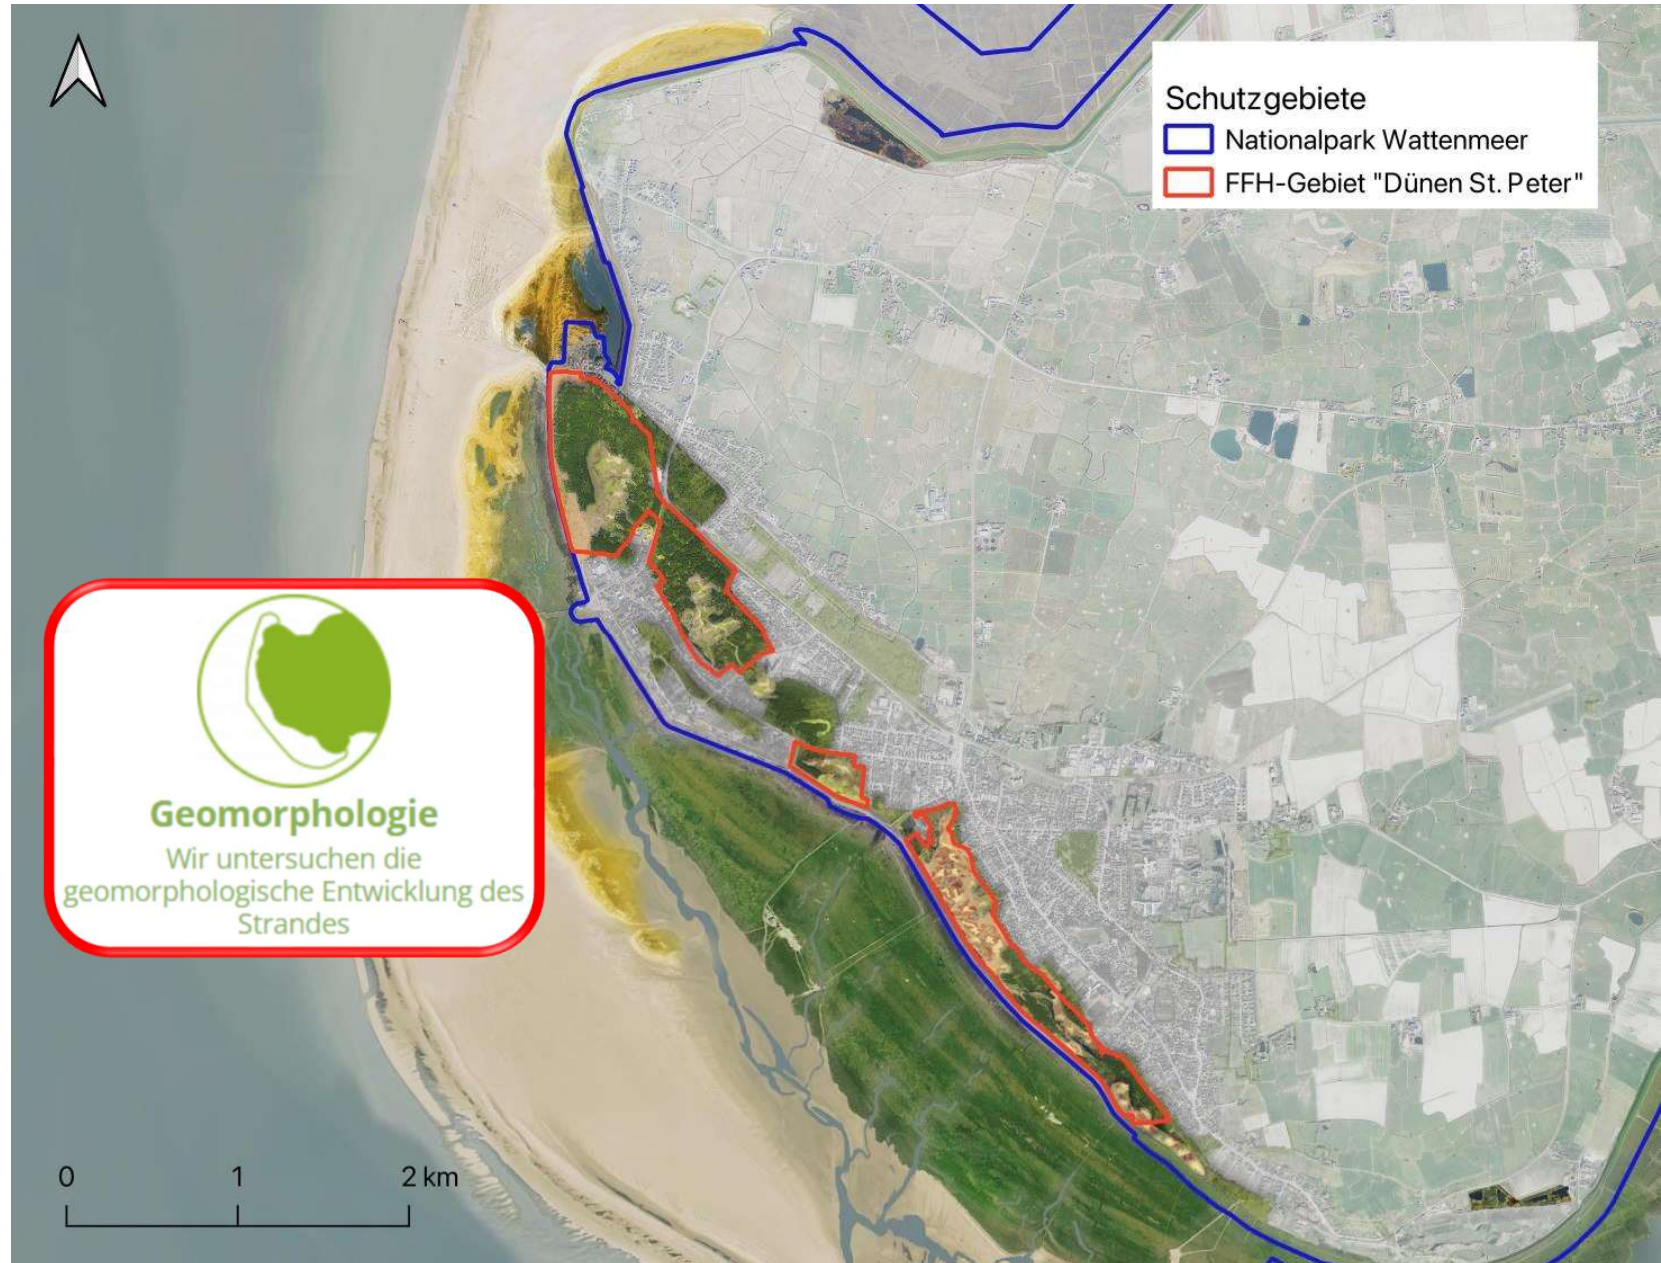 Schutzgebiete
Nationalpark Wattenmeer
FFH-Gebiet "Dünen St. Peter"
Geomorphologie
Wir untersuchen die
geomorphologische Entwicklung des
Strandes
0 1 2 km